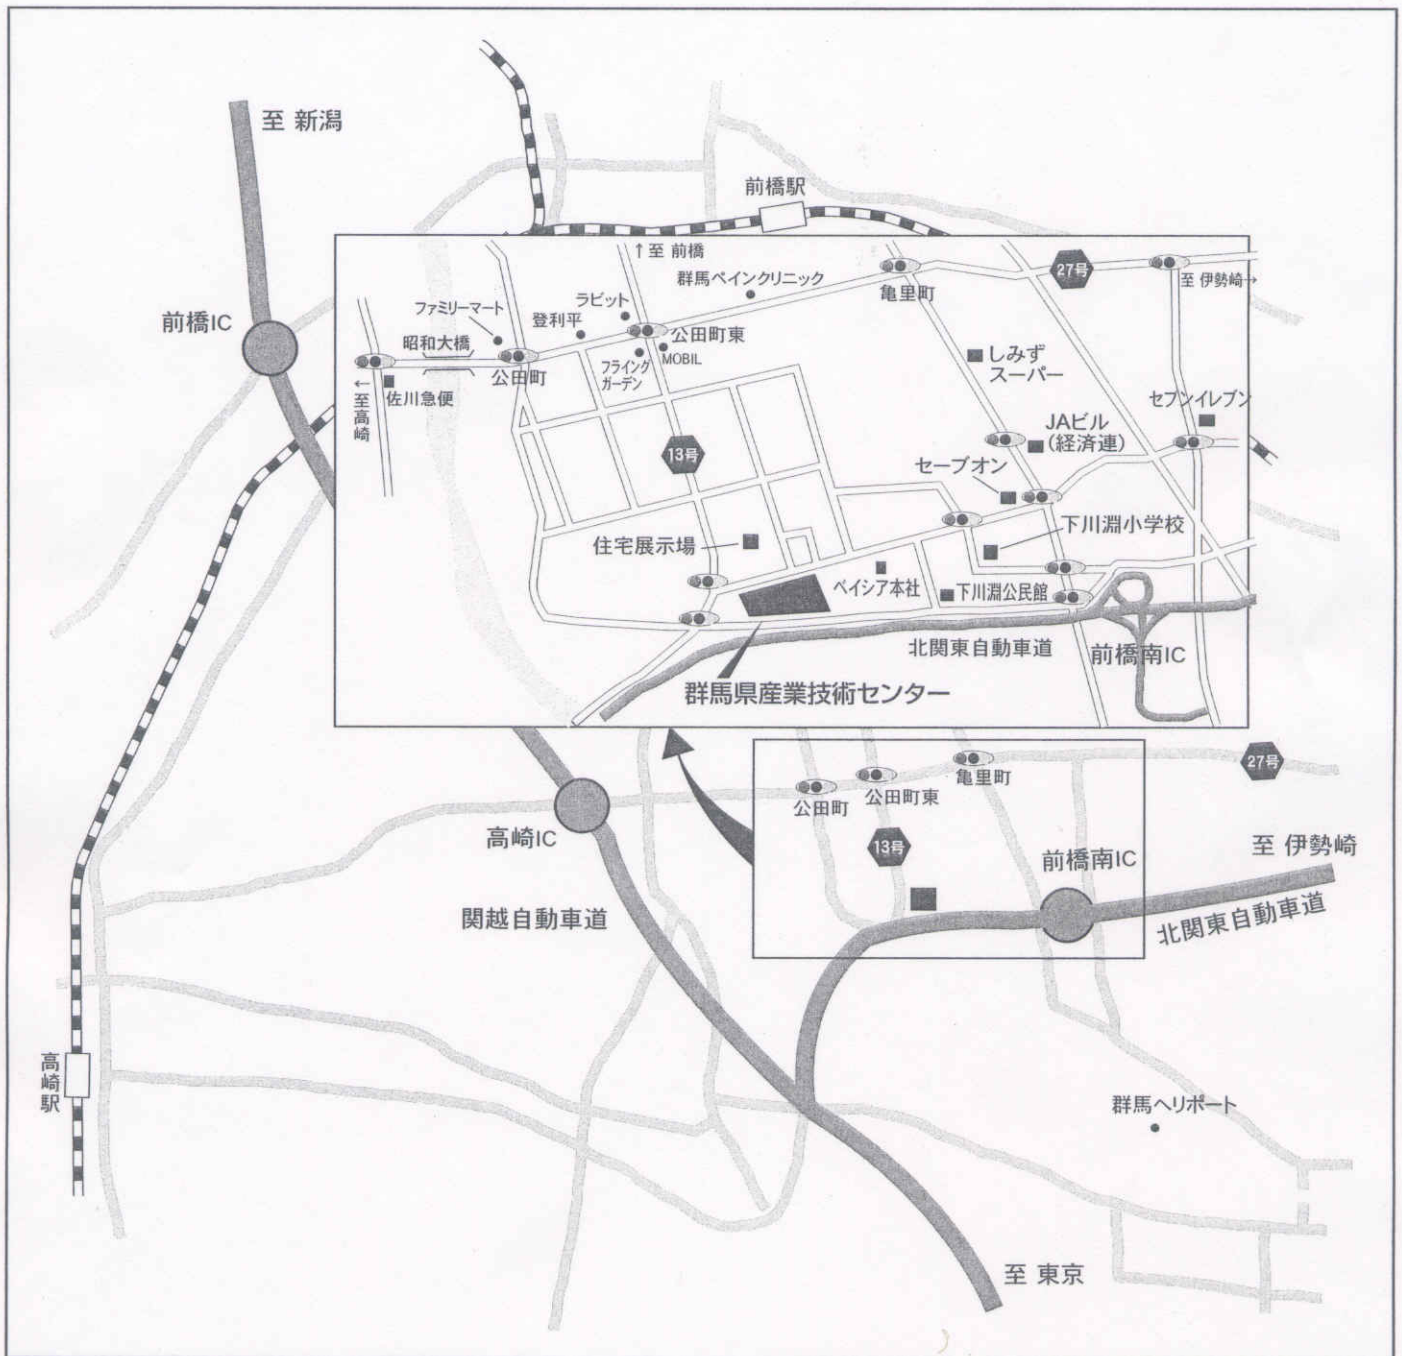 至 新潟
前橋駅
前橋IC
↑至 前橋
27号
至 伊勢崎→
群馬ペインクリニック
亀里町
ラビット
ファミリーマート
登利平
公田町東
昭和大橋
MOBIL
公田町
フライング
ガーデン
しみず
スーパー
佐川急便
←至高崎
セブンイレブン
JAビル
(経済連)
13号
セーブオン
下川淵小学校
住宅展示場
ベイシア本社
下川淵公民館
北関東自動車道
前橋南IC
群馬県産業技術センター
亀里町
27号
公田町
公田町東
高崎IC
13号
前橋南IC
至 伊勢崎
関越自動車道
北関東自動車道
高崎駅
群馬ヘリポート
至 東京